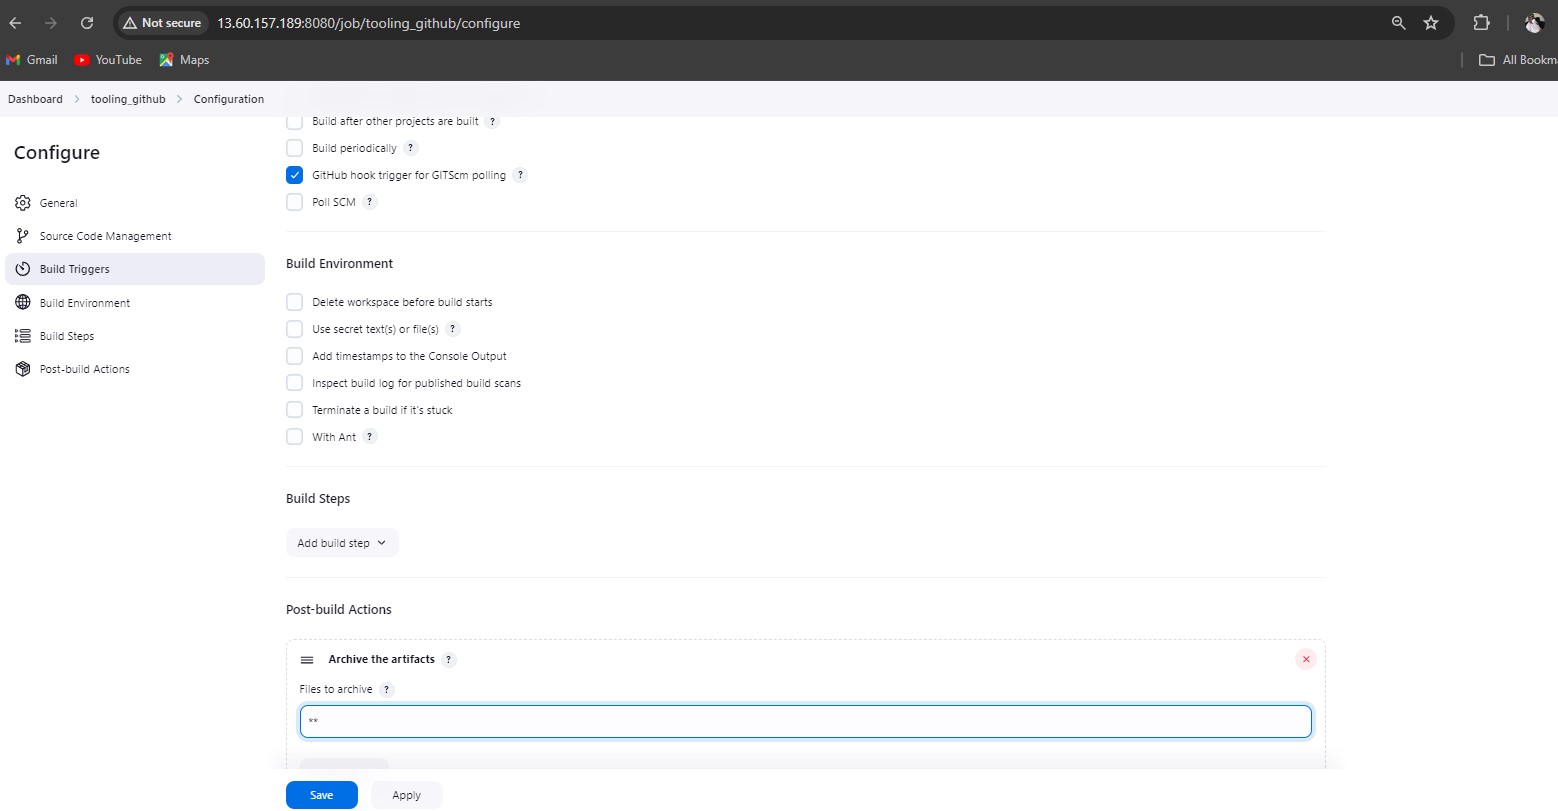 Not secure 13.60.157.189:8080/job/tooling_github/configure
Gmail YouTube Maps All Bookm
Dashboard tooling_github Configuration
Configure
General
Source Code Management
Build Triggers
Build Environment
Build Steps
Post-build Actions
Build after other projects are built ?
Build periodically ?
GitHub hook trigger for GITScm polling ?
Poll SCM ?
Build Environment
Delete workspace before build starts
Use secret text(s) or file(s) ?
Add timestamps to the Console Output
Inspect build log for published build scans
Terminate a build if it's stuck
With Ant ?
Build Steps
Add build step
Post-build Actions
Archive the artifacts ?
Files to archive ?
**
Save Apply